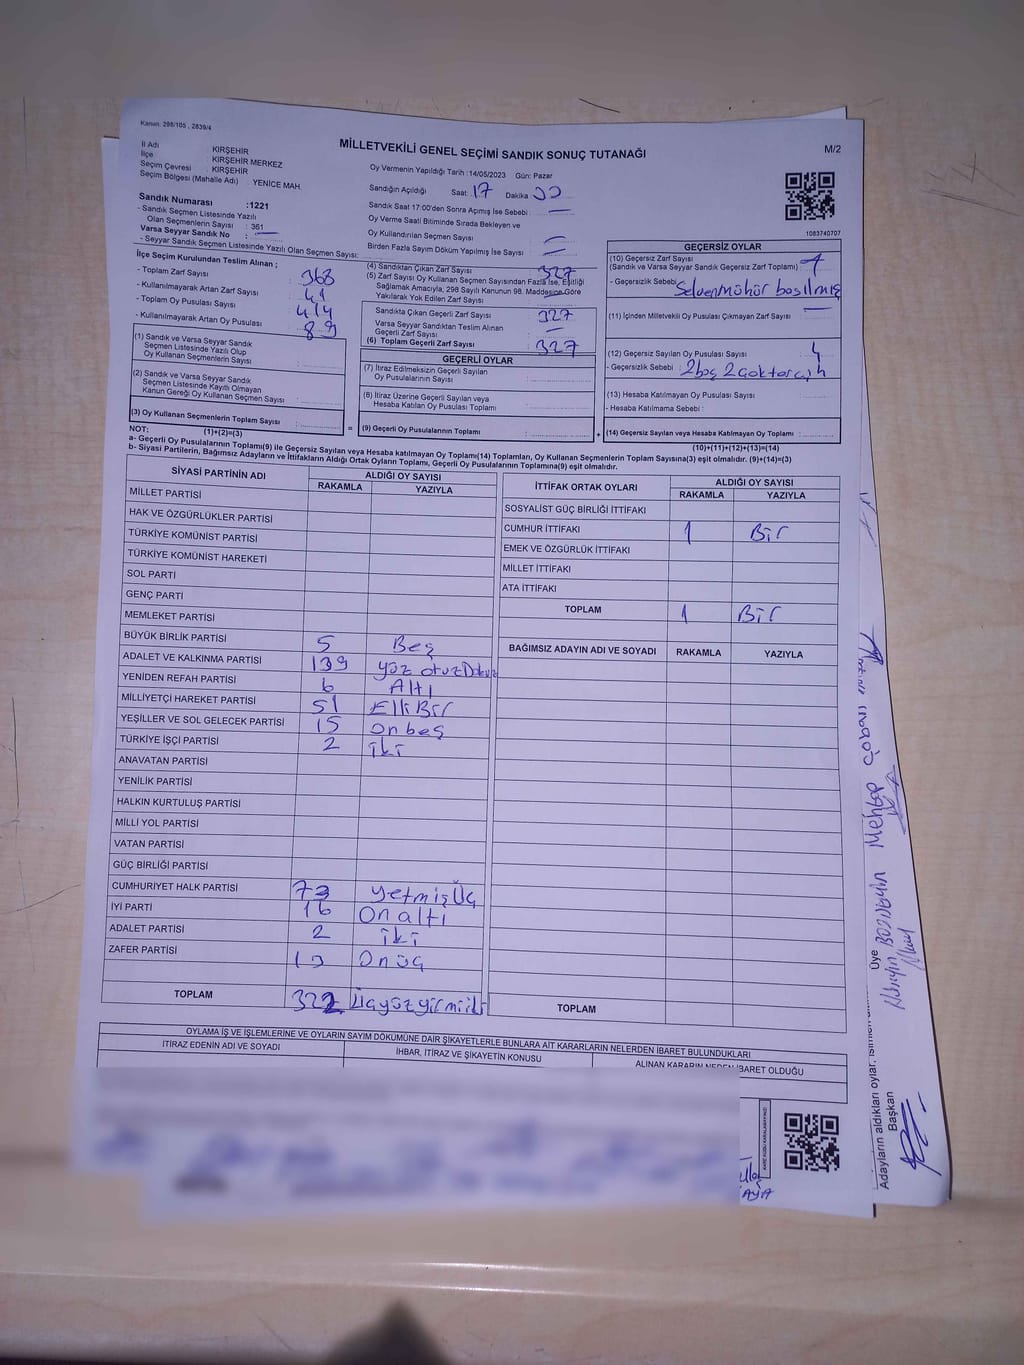 Kanun: 298/105 , 2839/4
MİLLETVEKİLİ GENEL SEÇİMİ SANDIK SONUÇ TUTANAĞI
M/2
İl Adı KIRŞEHİR
İlçe : KIRŞEHİR MERKEZ
Seçim Çevresi : KIRŞEHİR
Seçim Bölgesi (Mahalle Adı) : YENİCE MAH.
Oy Vermenin Yapıldığı Tarih :14/05/2023 Gün: Pazar
Sandığın Açıldığı Saat: 17 Dakika
Sandık Saat 17:00'den Sonra Açımış İse Sebebi : —
Oy Verme Saati Bitiminde Sırada Bekleyen ve
Oy Kullandırılan Seçmen Sayısı :
Birden Fazla Sayım Döküm Yapılmış İse Sayısı :
Sandık Numarası :1221
- Sandık Seçmen Listesinde Yazılı
Olan Seçmenlerin Sayısı : 361
Varsa Seyyar Sandık No : —
- Seyyar Sandık Seçmen Listesinde Yazılı Olan Seçmen Sayısı:
1083740707
İlçe Seçim Kurulundan Teslim Alınan ;
- Toplam Zarf Sayısı : 368
- Kullanılmayarak Artan Zarf Sayısı : 41
- Toplam Oy Pusulası Sayısı : 414
- Kullanılmayarak Artan Oy Pusulası : 89
(1) Sandık ve Varsa Seyyar Sandık
Seçmen Listesinde Yazılı Olup
Oy Kullanan Seçmenlerin Sayısı :
(2) Sandık ve Varsa Seyyar Sandık
Seçmen Listesinde Kayıtlı Olmayan
Kanun Gereği Oy Kullanan Seçmen Sayısı :
(3) Oy Kullanan Seçmenlerin Toplam Sayısı :
(4) Sandıktan Çıkan Zarf Sayısı : 327
(5) Zarf Sayısı Oy Kullanan Seçmen Sayısından Fazla İse, Eşitliği
Sağlamak Amacıyla, 298 Sayılı Kanunun 98. Maddesine Göre
Yakılarak Yok Edilen Zarf Sayısı :
Sandıkta Çıkan Geçerli Zarf Sayısı : 327
Varsa Seyyar Sandıktan Teslim Alınan
Geçerli Zarf Sayısı : —
(6) Toplam Geçerli Zarf Sayısı : 327
GEÇERLİ OYLAR
(7) İtiraz Edilmeksizin Geçerli Sayılan
Oy Pusulalarının Sayısı :
(8) İtiraz Üzerine Geçerli Sayılan veya
Hesaba Katılan Oy Pusulası Toplamı :
= (9) Geçerli Oy Pusulalarının Toplamı :
GEÇERSİZ OYLAR
(10) Geçersiz Zarf Sayısı
(Sandık ve Varsa Seyyar Sandık Geçersiz Zarf Toplamı) :
- Geçersizlik Sebebi
(11) İçinden Milletvekili Oy Pusulası Çıkmayan Zarf Sayısı : —
(12) Geçersiz Sayılan Oy Pusulası Sayısı : 4
- Geçersizlik Sebebi : 2 boş
(13) Hesaba Katılmayan Oy Pusulası Sayısı :
- Hesaba Katılmama Sebebi :
+ (14) Geçersiz Sayılan veya Hesaba Katılmayan Oy Toplamı :
NOT: (1)+(2)=(3)
(10)+(11)+(12)+(13)=(14)
a- Geçerli Oy Pusulalarının Toplamı(9) ile Geçersiz Sayılan veya Hesaba katılmayan Oy Toplamı(14) Toplamları, Oy Kullanan Seçmenlerin Toplam Sayısına(3) eşit olmalıdır. (9)+(14)=(3)
b- Siyasi Partilerin, Bağımsız Adayların ve İttifakların Aldığı Ortak Oyların Toplamı, Geçerli Oy Pusulalarının Toplamına(9) eşit olmalıdır.
SİYASİ PARTİNİN ADI ALDIĞI OY SAYISI
RAKAMLA YAZIYLA
MİLLET PARTİSİ
HAK VE ÖZGÜRLÜKLER PARTİSİ
TÜRKİYE KOMÜNİST PARTİSİ
TÜRKİYE KOMÜNİST HAREKETİ
SOL PARTİ
GENÇ PARTİ
MEMLEKET PARTİSİ
BÜYÜK BİRLİK PARTİSİ 5 Beş
ADALET VE KALKINMA PARTİSİ 139 yüz otuzDokuz
YENİDEN REFAH PARTİSİ 6 Altı
MİLLİYETÇİ HAREKET PARTİSİ 51 Elli Bir
YEŞİLLER VE SOL GELECEK PARTİSİ 15 on beş
TÜRKİYE İŞÇİ PARTİSİ 2 iki
ANAVATAN PARTİSİ
YENİLİK PARTİSİ
HALKIN KURTULUŞ PARTİSİ
MİLLİ YOL PARTİSİ
VATAN PARTİSİ
GÜÇ BİRLİĞİ PARTİSİ
CUMHURİYET HALK PARTİSİ 73 yetmiş Üç
İYİ PARTİ 16 On altı
ADALET PARTİSİ 2 iki
ZAFER PARTİSİ 13 Onüç
TOPLAM 322
İTTİFAK ORTAK OYLARI ALDIĞI OY SAYISI
RAKAMLA YAZIYLA
SOSYALİST GÜÇ BİRLİĞİ İTTİFAKI
CUMHUR İTTİFAKI 1 Bir
EMEK VE ÖZGÜRLÜK İTTİFAKI
MİLLET İTTİFAKI
ATA İTTİFAKI
TOPLAM 1 Bir
BAĞIMSIZ ADAYIN ADI VE SOYADI RAKAMLA YAZIYLA
TOPLAM
OYLAMA İŞ VE İŞLEMLERİNE VE OYLARIN SAYIM DÖKÜMÜNE DAİR ŞİKAYETLERLE BUNLARA AİT KARARLARIN NELERDEN İBARET BULUNDUKLARI
İTİRAZ EDENİN ADI VE SOYADI İHBAR, İTİRAZ VE ŞİKAYETİN KONUSU ALINAN KARARIN NEDEN İBARET OLDUĞU
Adayların aldıkları oylar,
Başkan
Üye
Mehtap